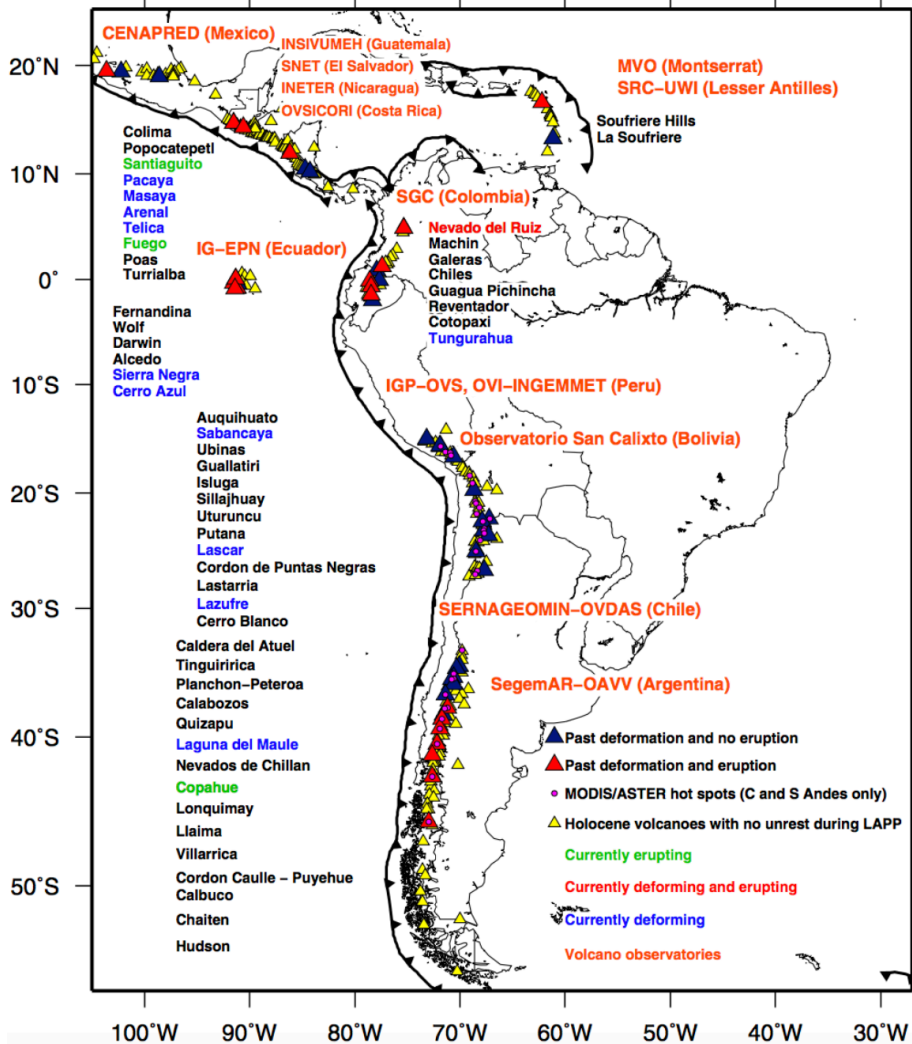 CENAPRED (Mexico)
INSIVUMEH (Guatemala)
SNET (El Salvador)
INETER (Nicaragua)
OVSICORI (Costa Rica)
MVO (Montserrat)
SRC-UWI (Lesser Antilles)
Soufriere Hills
La Soufriere
20°N
10°N
0°
10°S
20°S
30°S
40°S
50°S
Colima
Popocatepetl
Santiaguito
Pacaya
Masaya
Arenal
Telica
Fuego
Poas
Turrialba
IG-EPN (Ecuador)
Fernandina
Wolf
Darwin
Alcedo
Sierra Negra
Cerro Azul
SGC (Colombia)
Nevado del Ruiz
Machin
Galeras
Chiles
Guagua Pichincha
Reventador
Cotopaxi
Tungurahua
IGP-OVS, OVI-INGEMMET (Peru)
Observatorio San Calixto (Bolivia)
Auquihuato
Sabancaya
Ubinas
Guallatiri
Isluga
Sillajhuay
Uturuncu
Putana
Lascar
Cordon de Puntas Negras
Lastarria
Lazufre
Cerro Blanco
SERNAGEOMIN-OVDAS (Chile)
SegemAR-OAVV (Argentina)
Caldera del Atuel
Tinguiririca
Planchon-Peteroa
Calabozos
Quizapu
Laguna del Maule
Nevados de Chillan
Copahue
Lonquimay
Llaima
Villarrica
Cordon Caulle - Puyehue
Calbuco
Chaiten
Hudson
Past deformation and no eruption
Past deformation and eruption
MODIS/ASTER hot spots (C and S Andes only)
Holocene volcanoes with no unrest during LAPP
Currently erupting
Currently deforming and erupting
Currently deforming
Volcano observatories
100°W 90°W 80°W 70°W 60°W 50°W 40°W 30°W